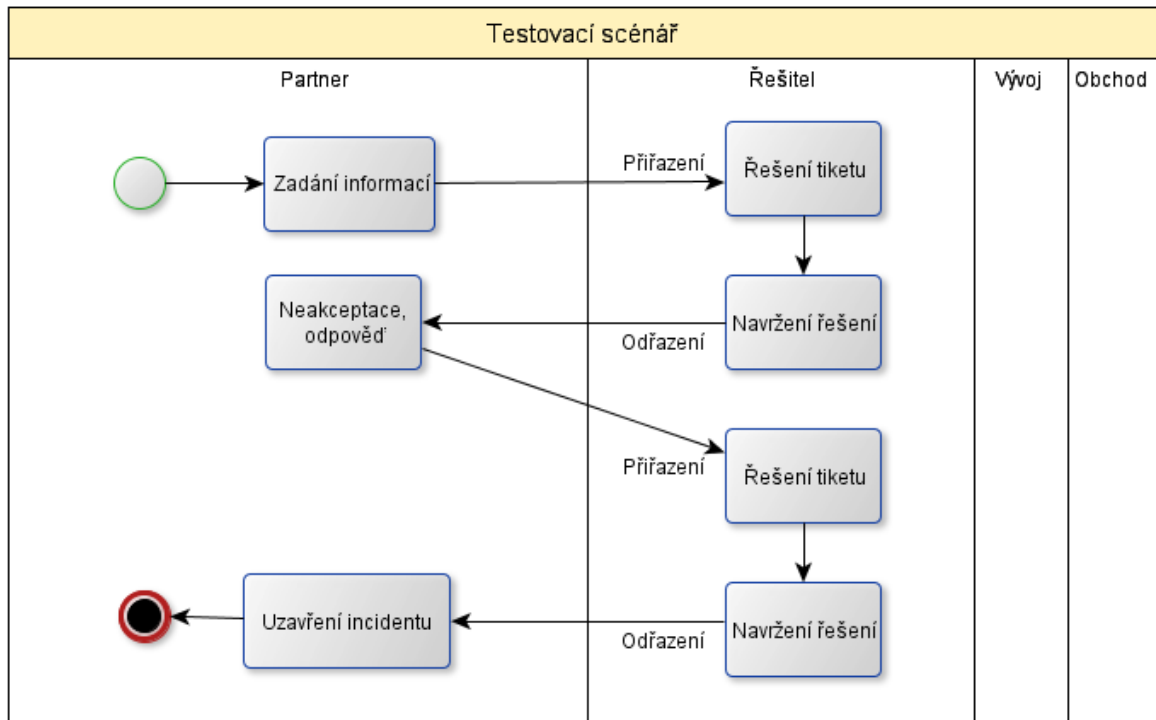 Testovací scénář
Partner
Řešitel
Vývoj
Obchod
Zadání informací
Přiřazení
Řešení tiketu
Neakceptace,
odpověď
Odřazení
Navržení řešení
Přiřazení
Řešení tiketu
Uzavření incidentu
Odřazení
Navržení řešení